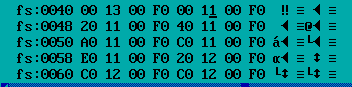 fs:0040 00 13 00 F0 00 11 00 F0  ‼ ≡ ◄ ≡
fs:0048 20 11 00 F0 40 11 00 F0  ◄ ≡@◄ ≡
fs:0050 A0 11 00 F0 C0 11 00 F0 á◄ ≡└◄ ≡
fs:0058 E0 11 00 F0 20 12 00 F0 α◄ ≡ ↕ ≡
fs:0060 C0 12 00 F0 C0 12 00 F0 └↕ ≡└↕ ≡